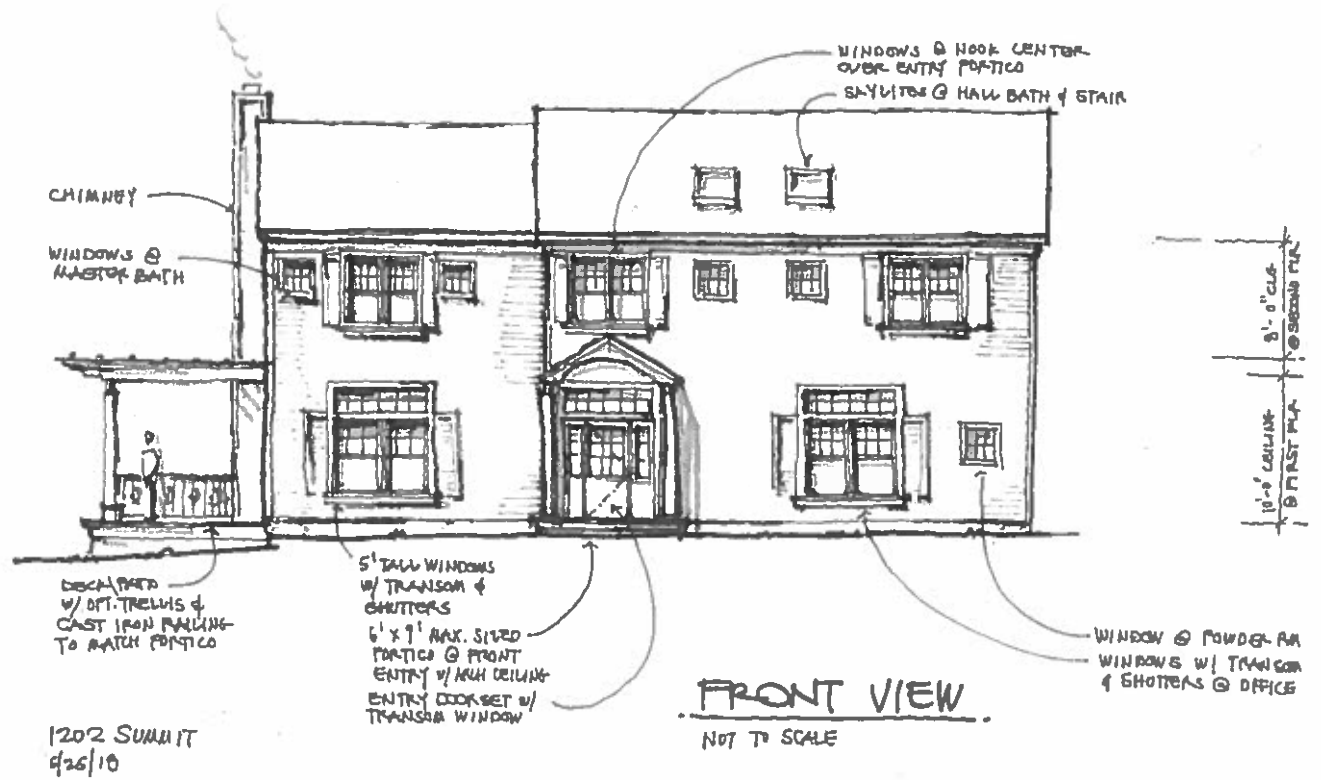 WINDOWS @ NOOK CENTER
OVER ENTRY PORTICO
SKYLITES @ HALL BATH & STAIR
CHIMNEY
WINDOWS @
MASTER BATH
8'-0" CLG
@ SECOND FLR
10'-0" CEILING
@ FIRST FLR
DECK/PATIO
W/ OPT. TRELLIS &
CAST IRON RAILING
TO MATCH PORTICO
5' TALL WINDOWS
W/ TRANSOM &
SHUTTERS
6' x 9' MAX. SIZED
PORTICO @ FRONT
ENTRY W/ ARCH CEILING
ENTRY DOORSET W/
TRANSOM WINDOW
WINDOW @ POWDER RM
WINDOWS W/ TRANSOM
& SHUTTERS @ OFFICE
FRONT VIEW
NOT TO SCALE
1202 SUMMIT